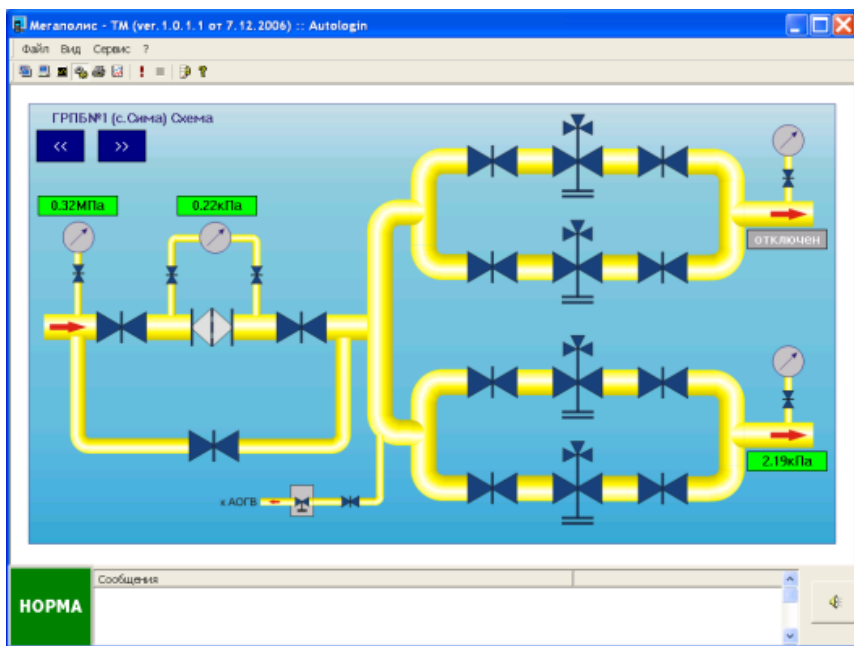 Мегаполис - ТМ (ver.1.0.1.1 от 7.12.2006) :: Autologin
Файл Вид Сервис ?
ГРПБ№1 (с.Сима) Схема
<< >>
0.32МПа 0.22кПа
отключен
2.19кПа
к АОГВ
Сообщения
НОРМА